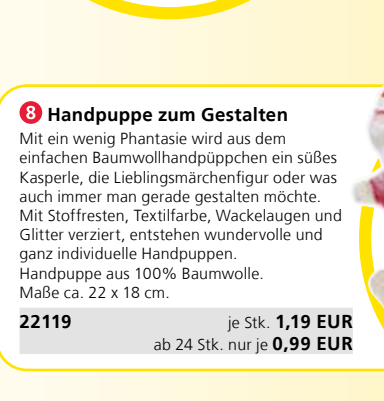 8 Handpuppe zum Gestalten
Mit ein wenig Phantasie wird aus dem
einfachen Baumwollhandpüppchen ein süßes
Kasperle, die Lieblingsmärchenfigur oder was
auch immer man gerade gestalten möchte.
Mit Stoffresten, Textilfarbe, Wackelaugen und
Glitter verziert, entstehen wundervolle und
ganz individuelle Handpuppen.
Handpuppe aus 100% Baumwolle.
Maße ca. 22 x 18 cm.
22119 je Stk. 1,19 EUR
ab 24 Stk. nur je 0,99 EUR